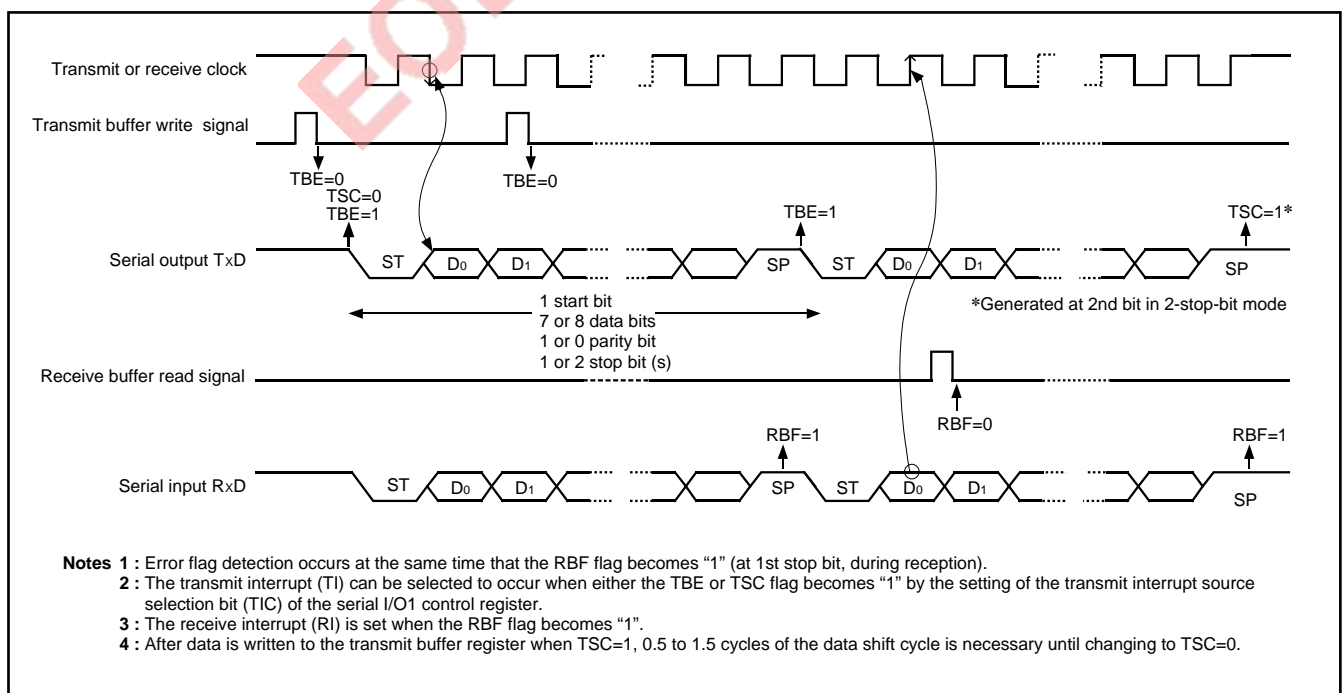 EOL
Transmit or receive clock
Transmit buffer write signal
TBE=0
TSC=0
TBE=1
TBE=0
TBE=1
TSC=1*
Serial output TxD
ST
D0
D1
SP
ST
D0
D1
SP
1 start bit
7 or 8 data bits
1 or 0 parity bit
1 or 2 stop bit (s)
*Generated at 2nd bit in 2-stop-bit mode
Receive buffer read signal
RBF=0
RBF=1
RBF=1
Serial input RxD
ST
D0
D1
SP
ST
D0
D1
SP
Notes 1 : Error flag detection occurs at the same time that the RBF flag becomes “1” (at 1st stop bit, during reception).
2 : The transmit interrupt (TI) can be selected to occur when either the TBE or TSC flag becomes “1” by the setting of the transmit interrupt source
selection bit (TIC) of the serial I/O1 control register.
3 : The receive interrupt (RI) is set when the RBF flag becomes “1”.
4 : After data is written to the transmit buffer register when TSC=1, 0.5 to 1.5 cycles of the data shift cycle is necessary until changing to TSC=0.